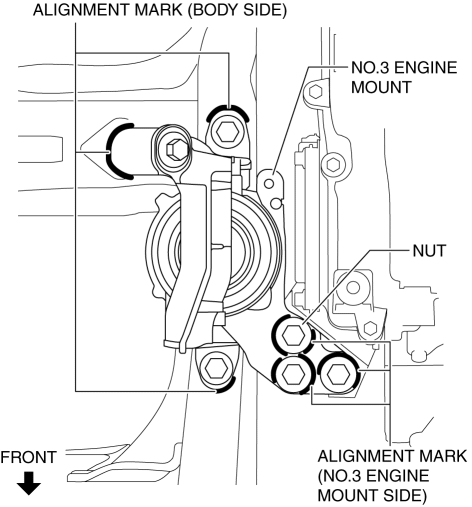 ALIGNMENT MARK (BODY SIDE)
NO.3 ENGINE
MOUNT
NUT
FRONT
ALIGNMENT MARK
(NO.3 ENGINE
MOUNT SIDE)